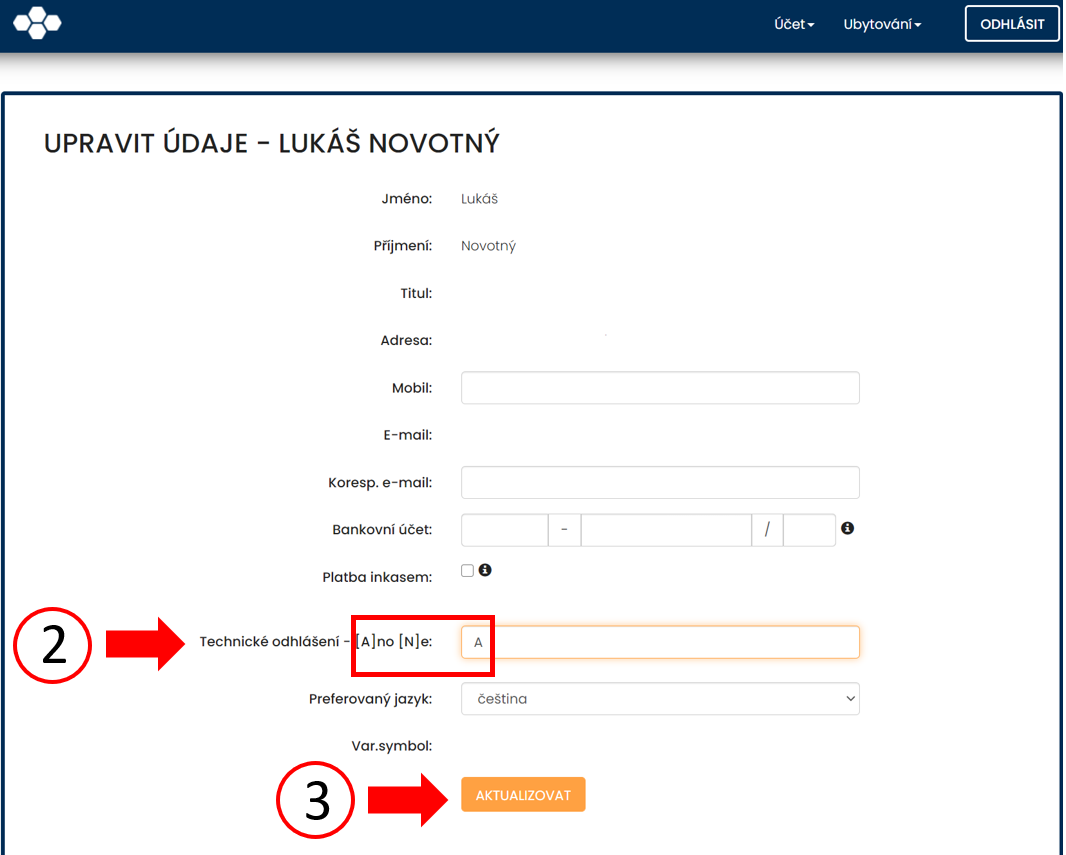 Účet Ubytování ODHLÁSIT
UPRAVIT ÚDAJE - LUKÁŠ NOVOTNÝ
Jméno: Lukáš
Příjmení: Novotný
Titul:
Adresa:
Mobil:
E-mail:
Koresp. e-mail:
Bankovní účet: - /
Platba inkasem:
2 Technické odhlášení - [A]no [N]e: A
Preferovaný jazyk: čeština
Var.symbol:
3 AKTUALIZOVAT